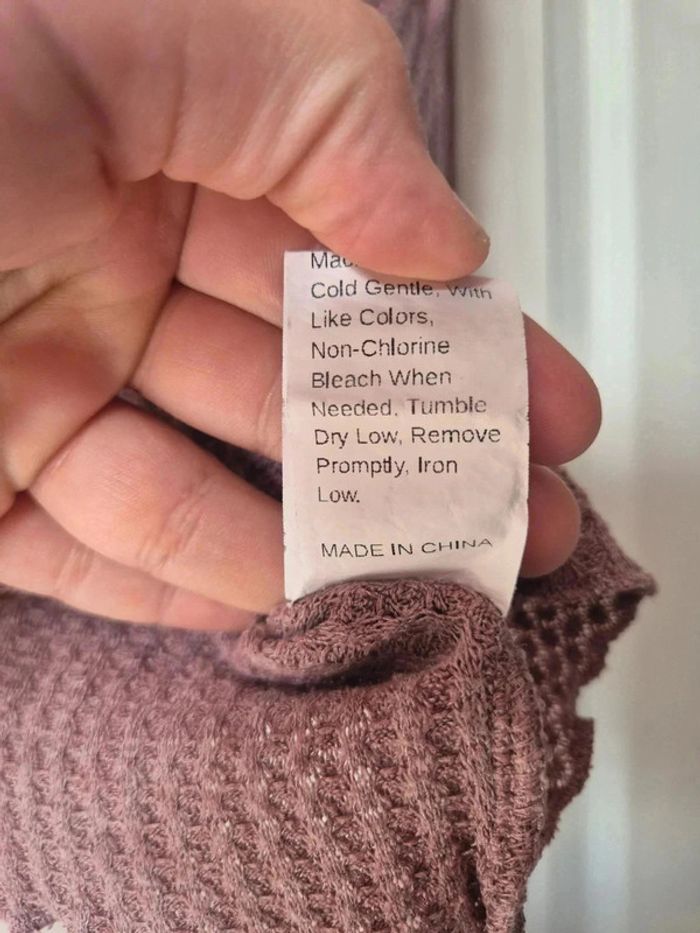 Cold Gentle, With
Like Colors,
Non-Chlorine
Bleach When
Needed, Tumble
Dry Low, Remove
Promptly, Iron
Low.
MADE IN CHINA